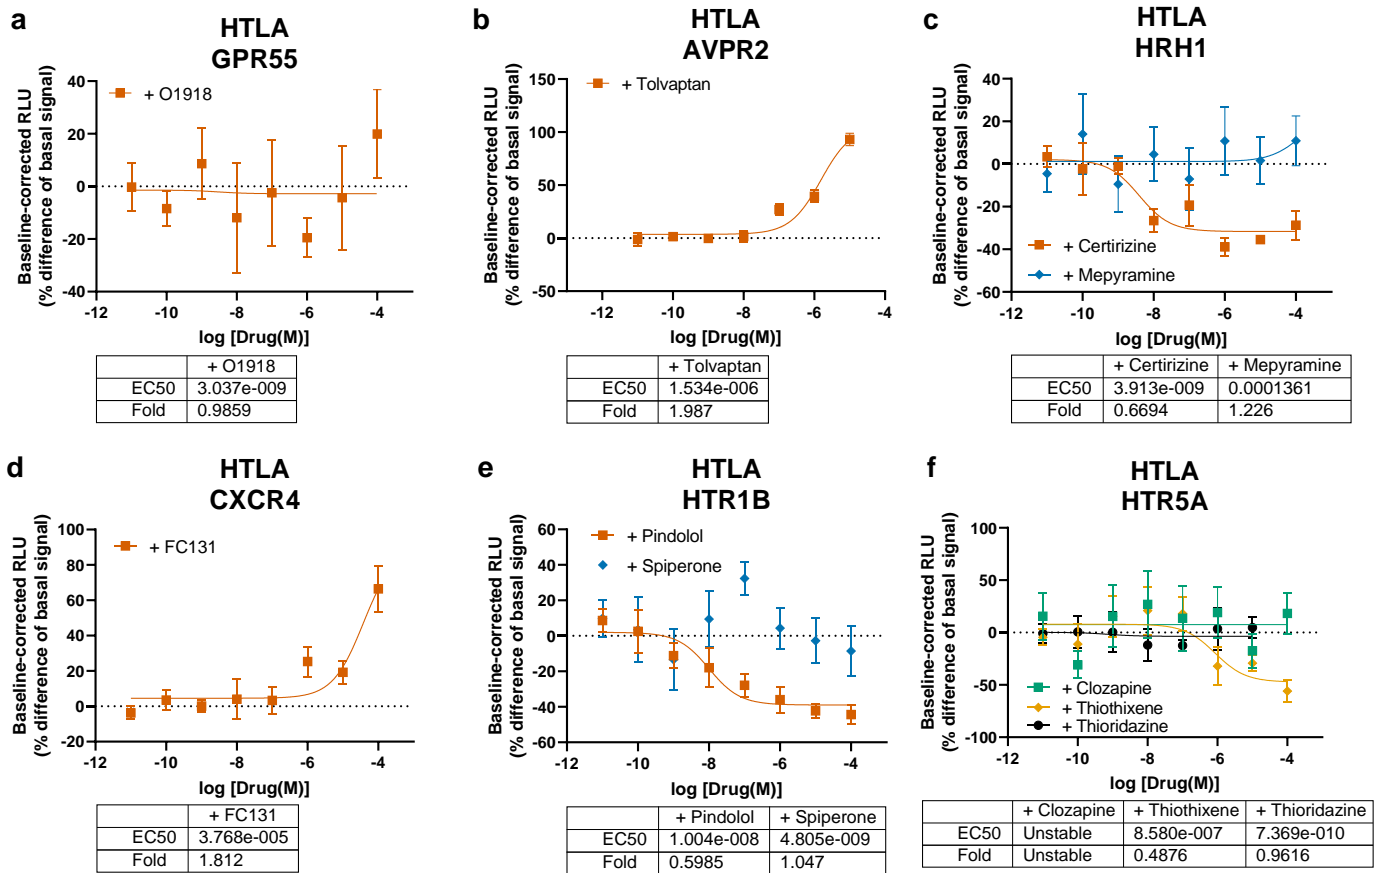 a
HTLA
GPR55
Baseline-corrected RLU
(% difference of basal signal)
40
20
0
-20
-40
+ O1918
-12
-10
-8
-6
-4
log [Drug(M)]
+ O1918
EC50 3.037e-009
Fold 0.9859
b
HTLA
AVPR2
Baseline-corrected RLU
(% difference of basal signal)
150
100
50
0
-50
+ Tolvaptan
-12
-10
-8
-6
-4
log [Drug(M)]
+ Tolvaptan
EC50 1.534e-006
Fold 1.987
c
HTLA
HRH1
Baseline-corrected RLU
(% difference of basal signal)
40
20
0
-20
-40
-60
+ Certirizine
+ Mepyramine
-12
-10
-8
-6
-4
log [Drug(M)]
+ Certirizine + Mepyramine
EC50 3.913e-009 0.0001361
Fold 0.6694 1.226
d
HTLA
CXCR4
Baseline-corrected RLU
(% difference of basal signal)
100
80
60
40
20
0
-20
+ FC131
-12
-10
-8
-6
-4
log [Drug(M)]
+ FC131
EC50 3.768e-005
Fold 1.812
e
HTLA
HTR1B
Baseline-corrected RLU
(% difference of basal signal)
60
40
20
0
-20
-40
-60
+ Pindolol
+ Spiperone
-12
-10
-8
-6
-4
log [Drug(M)]
+ Pindolol + Spiperone
EC50 1.004e-008 4.805e-009
Fold 0.5985 1.047
f
HTLA
HTR5A
Baseline-corrected RLU
(% difference of basal signal)
100
50
0
-50
-100
+ Clozapine
+ Thiothixene
+ Thioridazine
-12
-10
-8
-6
-4
log [Drug(M)]
+ Clozapine + Thiothixene + Thioridazine
EC50 Unstable 8.580e-007 7.369e-010
Fold Unstable 0.4876 0.9616